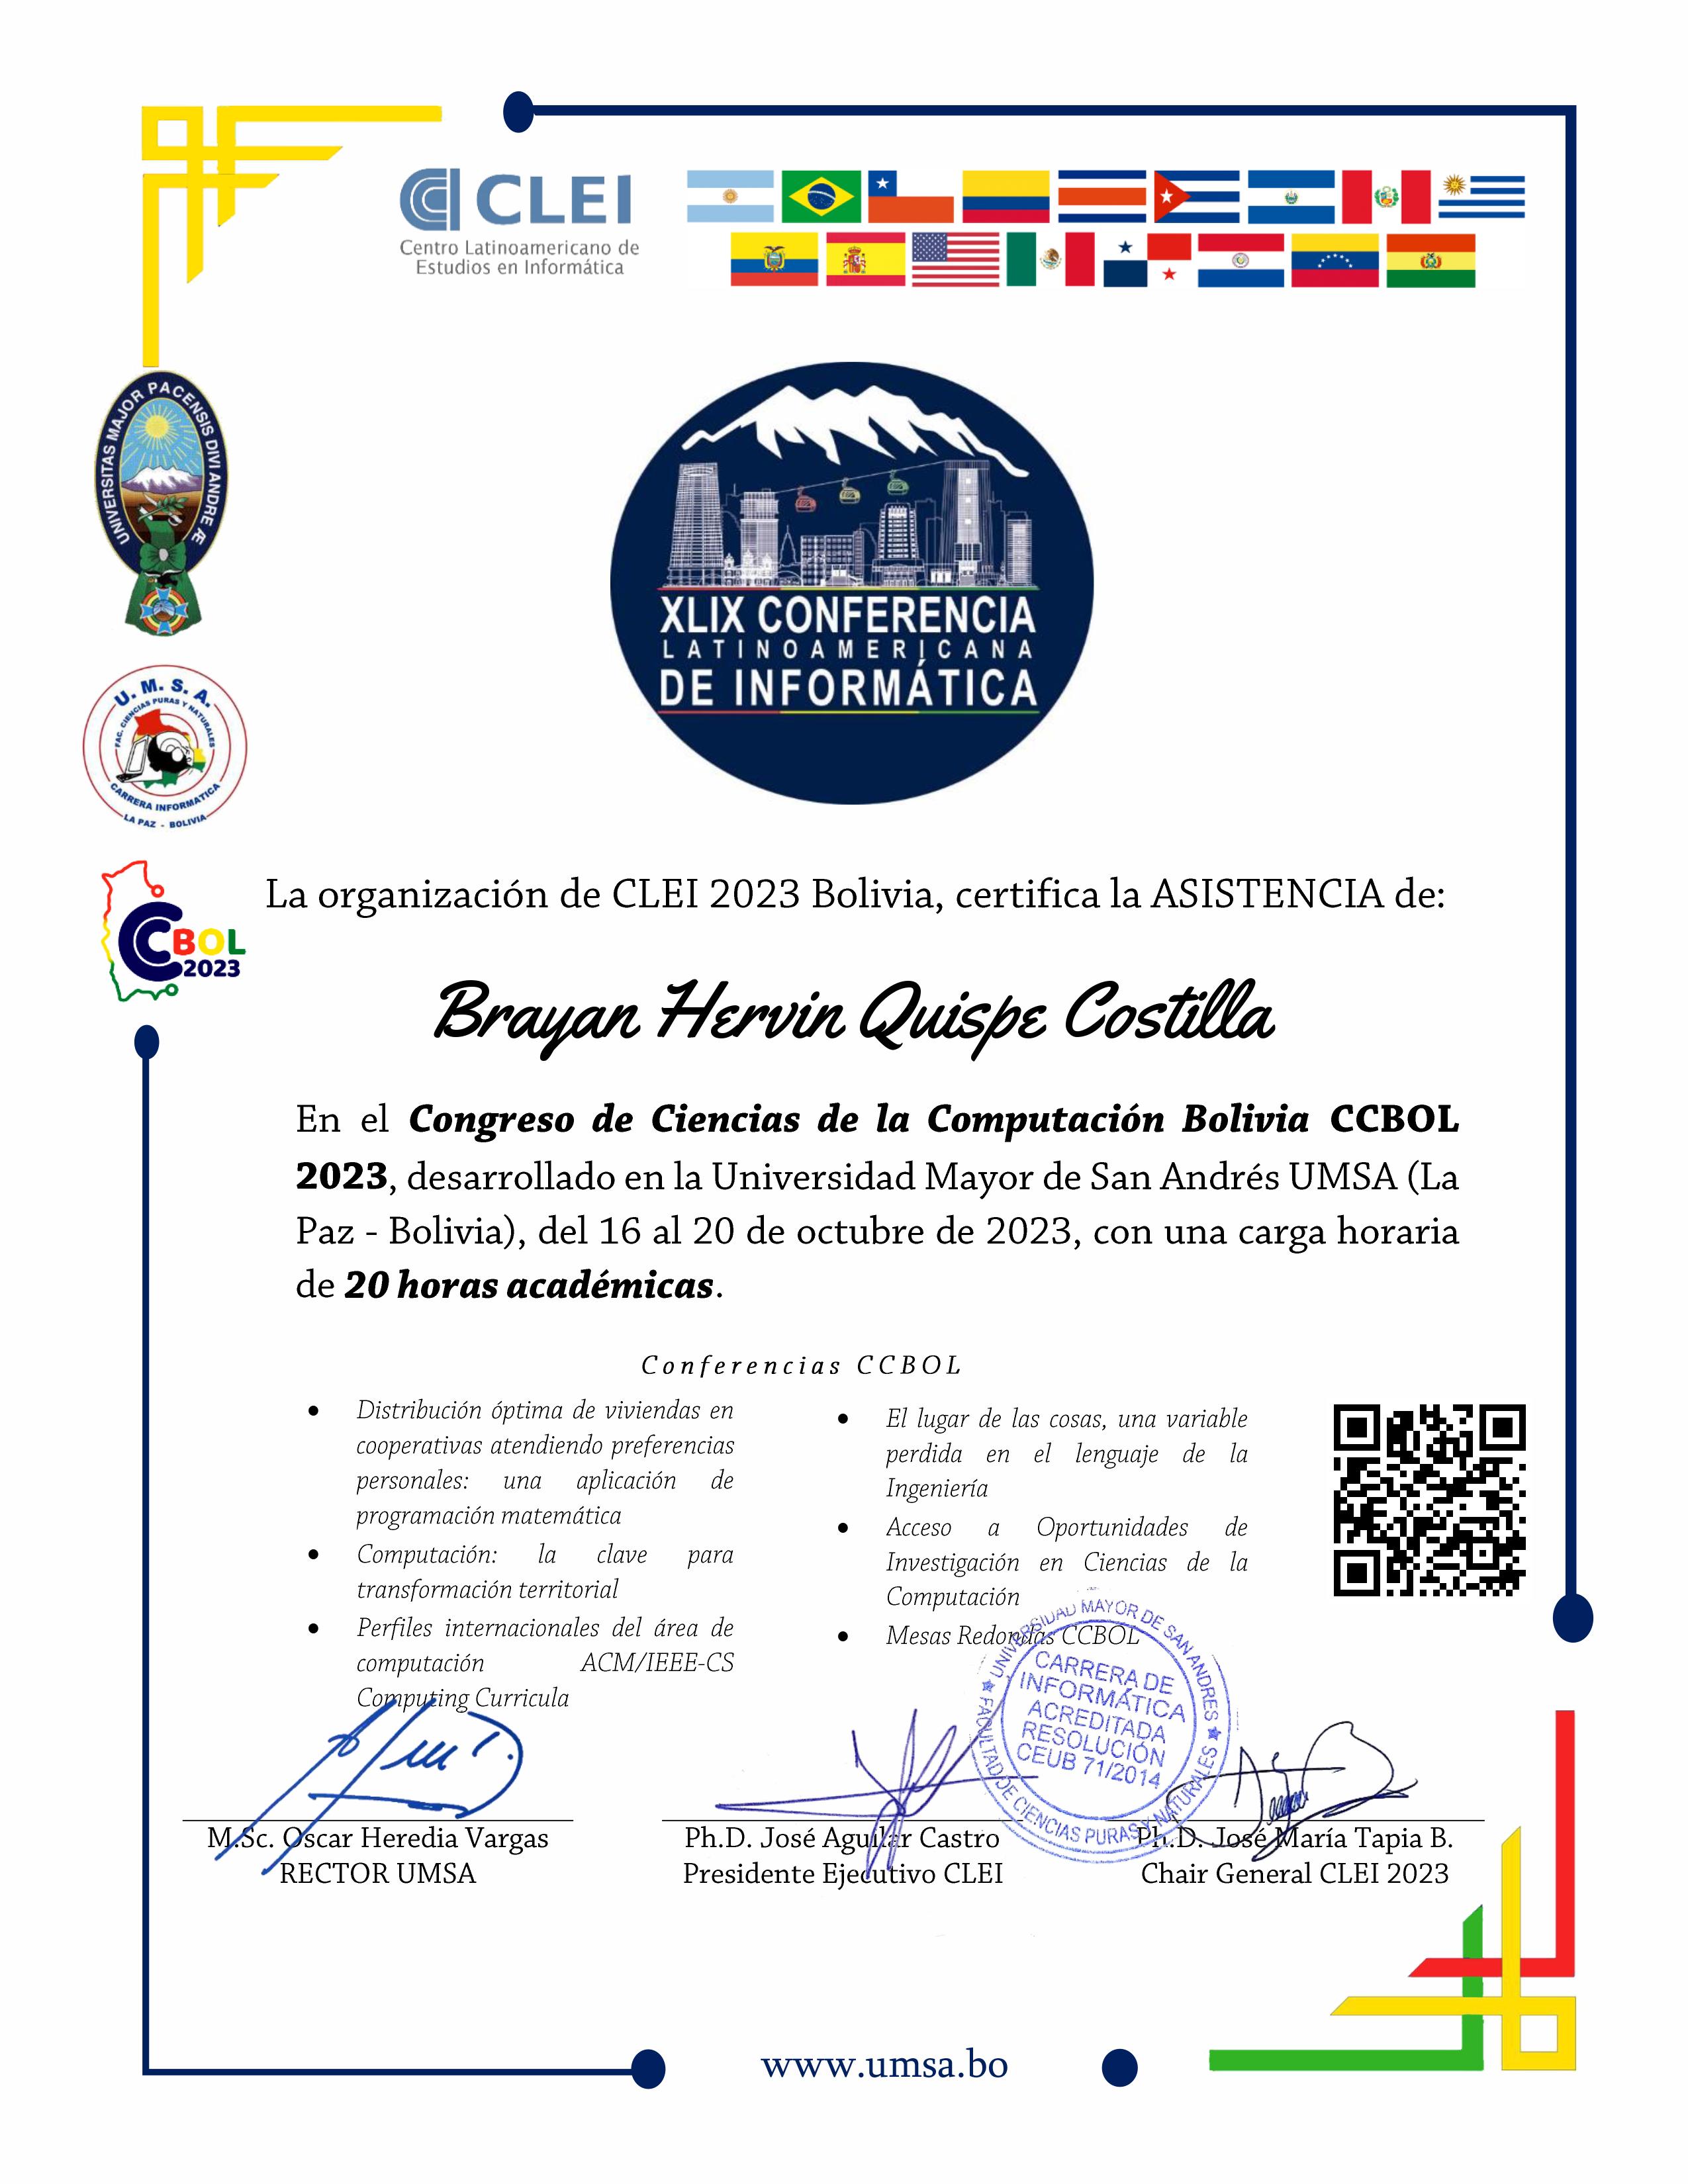 CLEI
Centro Latinoamericano de
Estudios en Informática
UNIVERSITAS MAJOR PACENSIS DIVI ANDRE Æ
XLIX CONFERENCIA
LATINOAMERICANA
DE INFORMÁTICA
U. M. S. A.
FAC. CIENCIAS PURAS Y NATURALES
CARRERA INFORMATICA
LA PAZ - BOLIVIA
CCBOL
2023
La organización de CLEI 2023 Bolivia, certifica la ASISTENCIA de:
Brayan Hervin Quispe Costilla
En el Congreso de Ciencias de la Computación Bolivia CCBOL
2023, desarrollado en la Universidad Mayor de San Andrés UMSA (La
Paz - Bolivia), del 16 al 20 de octubre de 2023, con una carga horaria
de 20 horas académicas.
Conferencias CCBOL
• Distribución óptima de viviendas en
cooperativas atendiendo preferencias
personales: una aplicación de
programación matemática
• Computación: la clave para
transformación territorial
• Perfiles internacionales del área de
computación ACM/IEEE-CS
Computing Curricula
• El lugar de las cosas, una variable
perdida en el lenguaje de la
Ingeniería
• Acceso a Oportunidades de
Investigación en Ciencias de la
Computación
• Mesas Redondas CCBOL
UNIVERSIDAD MAYOR DE SAN ANDRES
CARRERA DE
INFORMÁTICA
ACREDITADA
RESOLUCIÓN
CEUB 71/2014
FACULTAD DE CIENCIAS PURAS Y NATURALES
M.Sc. Oscar Heredia Vargas
RECTOR UMSA
Ph.D. José Aguilar Castro
Presidente Ejecutivo CLEI
Ph.D. José María Tapia B.
Chair General CLEI 2023
www.umsa.bo